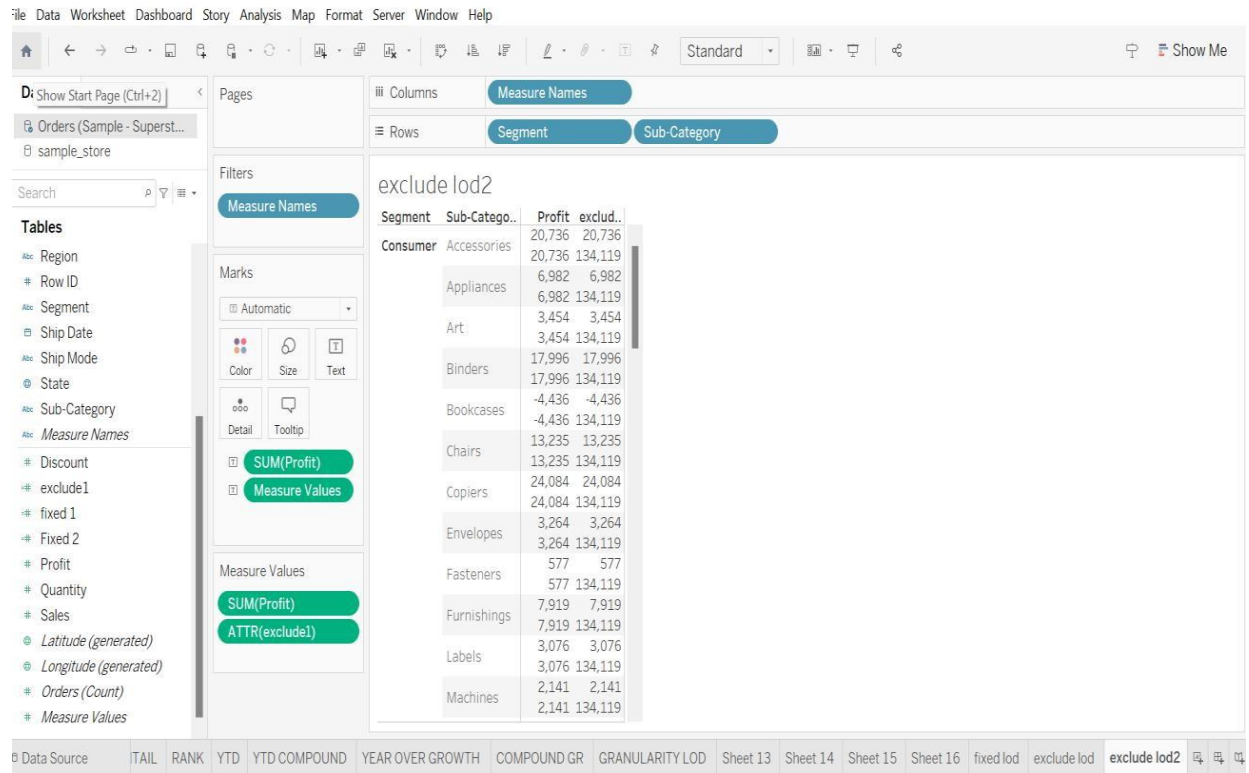 File Data Worksheet Dashboard Story Analysis Map Format Server Window Help
Standard
Show Me
Da
Show Start Page (Ctrl+2)
Orders (Sample - Superst...
sample_store
Search
Tables
Abc Region
# Row ID
Abc Segment
Ship Date
Abc Ship Mode
State
Abc Sub-Category
Abc Measure Names
# Discount
=# exclude1
=# fixed 1
=# Fixed 2
# Profit
# Quantity
# Sales
Latitude (generated)
Longitude (generated)
# Orders (Count)
# Measure Values
Pages
Filters
Measure Names
Marks
Automatic
Color Size Text
Detail Tooltip
SUM(Profit)
Measure Values
Measure Values
SUM(Profit)
ATTR(exclude1)
iii Columns Measure Names
Rows Segment Sub-Category
exclude lod2
Segment Sub-Catego.. Profit exclud..
20,736 20,736
Consumer Accessories
20,736 134,119
6,982 6,982
Appliances
6,982 134,119
3,454 3,454
Art
3,454 134,119
17,996 17,996
Binders
17,996 134,119
-4,436 -4,436
Bookcases
-4,436 134,119
13,235 13,235
Chairs
13,235 134,119
24,084 24,084
Copiers
24,084 134,119
3,264 3,264
Envelopes
3,264 134,119
577 577
Fasteners
577 134,119
7,919 7,919
Furnishings
7,919 134,119
3,076 3,076
Labels
3,076 134,119
2,141 2,141
Machines
2,141 134,119
Data Source TAIL RANK YTD YTD COMPOUND YEAR OVER GROWTH COMPOUND GR GRANULARITY LOD Sheet 13 Sheet 14 Sheet 15 Sheet 16 fixed lod exclude lod exclude lod2